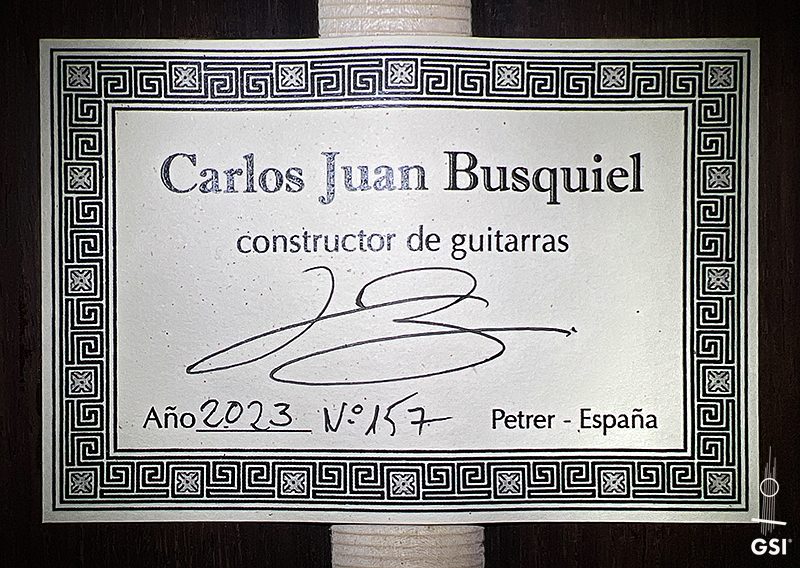 Carlos Juan Busquiel
constructor de guitarras
Año 2023 Nº 157 Petrer - España
GSI